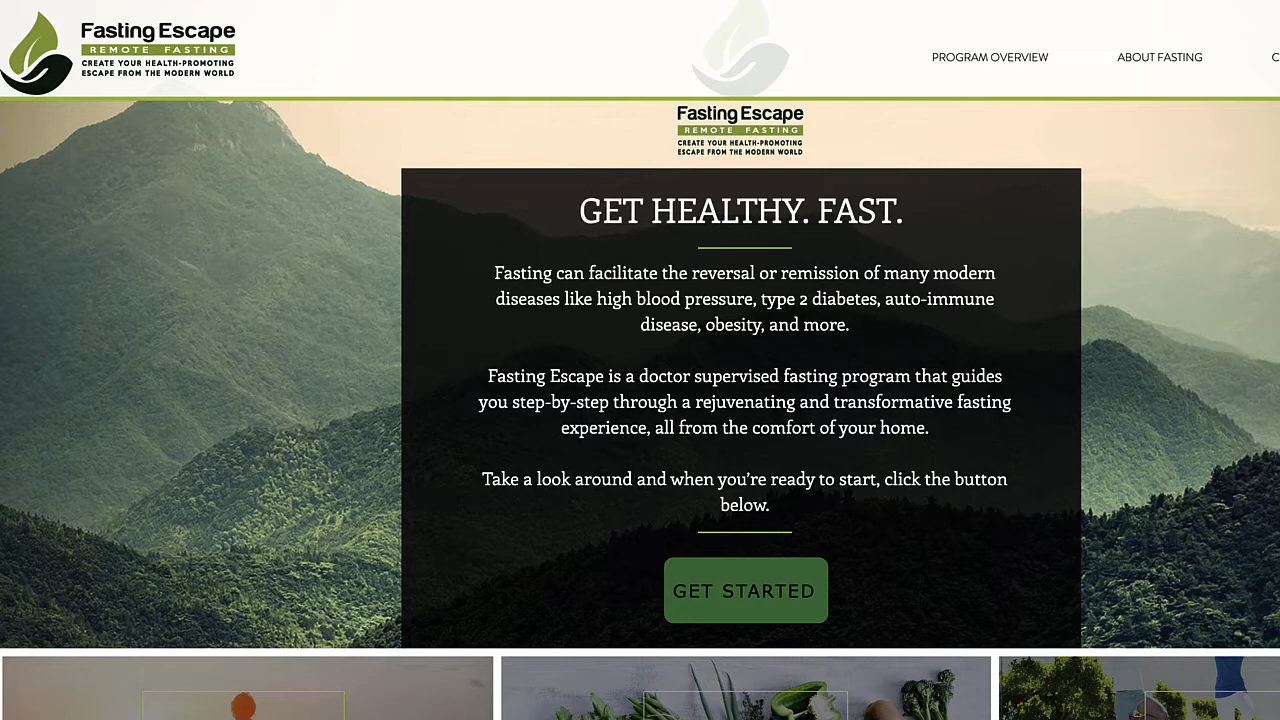 Fasting Escape
REMOTE FASTING
CREATE YOUR HEALTH-PROMOTING
ESCAPE FROM THE MODERN WORLD
PROGRAM OVERVIEW
ABOUT FASTING
C
Fasting Escape
REMOTE FASTING
CREATE YOUR HEALTH-PROMOTING
ESCAPE FROM THE MODERN WORLD
GET HEALTHY. FAST.
Fasting can facilitate the reversal or remission of many modern
diseases like high blood pressure, type 2 diabetes, auto-immune
disease, obesity, and more.
Fasting Escape is a doctor supervised fasting program that guides
you step-by-step through a rejuvenating and transformative fasting
experience, all from the comfort of your home.
Take a look around and when you’re ready to start, click the button
below.
GET STARTED